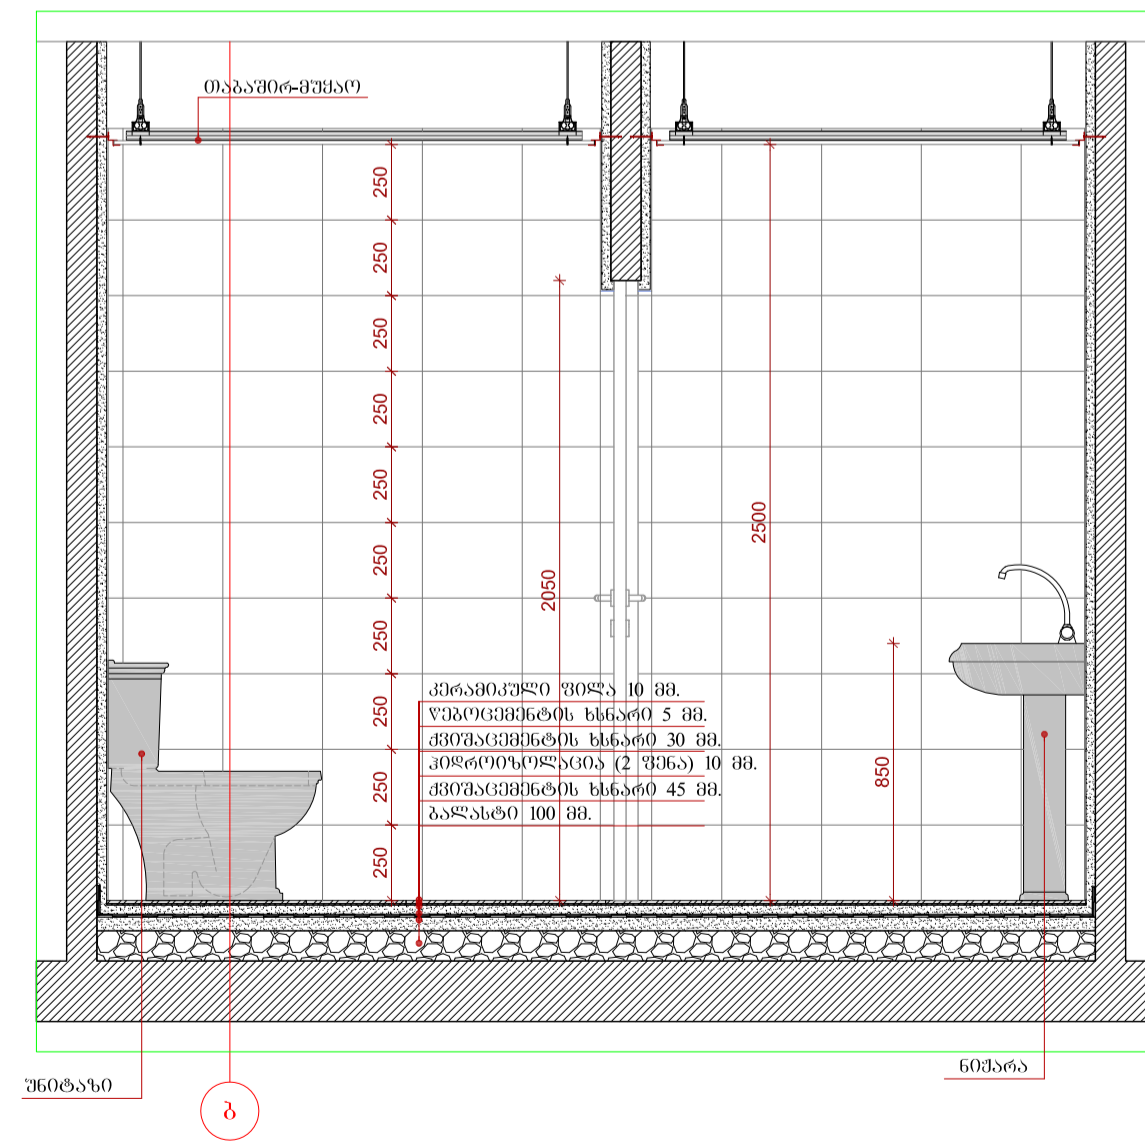 თაბაშირ-მუყაო
250
250
250
250
250
250
250
250
250
250
2050
2500
850
კერამიკული ფილა 10 მმ.
წებოცემენტის ხსნარი 5 მმ.
ქვიშაცემენტის ხსნარი 30 მმ.
ჰიდროიზოლაცია (2 ფენა) 10 მმ.
ქვიშაცემენტის ხსნარი 45 მმ.
ბალასტი 100 მმ.
უნიტაზი
ნიჟარა
ბ